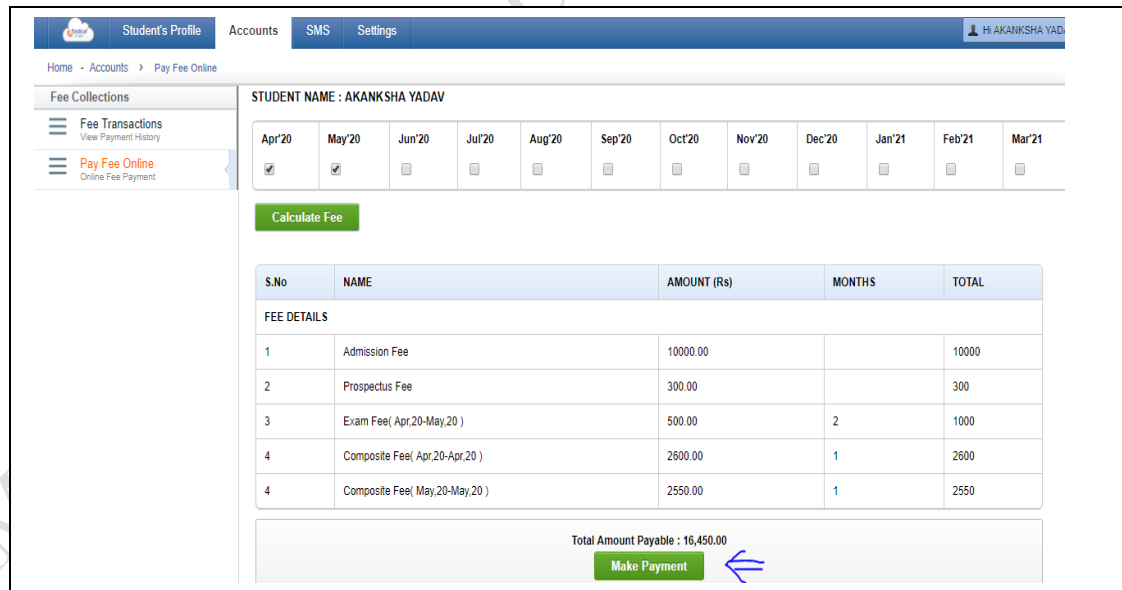 Student's Profile Accounts SMS Settings Hi AKANKSHA YAD
Home - Accounts > Pay Fee Online
Fee Collections
Fee Transactions
View Payment History
Pay Fee Online
Online Fee Payment
STUDENT NAME : AKANKSHA YADAV
Apr'20 May'20 Jun'20 Jul'20 Aug'20 Sep'20 Oct'20 Nov'20 Dec'20 Jan'21 Feb'21 Mar'21
Calculate Fee
S.No NAME AMOUNT (Rs) MONTHS TOTAL
FEE DETAILS
1 Admission Fee 10000.00 10000
2 Prospectus Fee 300.00 300
3 Exam Fee( Apr,20-May,20 ) 500.00 2 1000
4 Composite Fee( Apr,20-Apr,20 ) 2600.00 1 2600
4 Composite Fee( May,20-May,20 ) 2550.00 1 2550
Total Amount Payable : 16,450.00
Make Payment